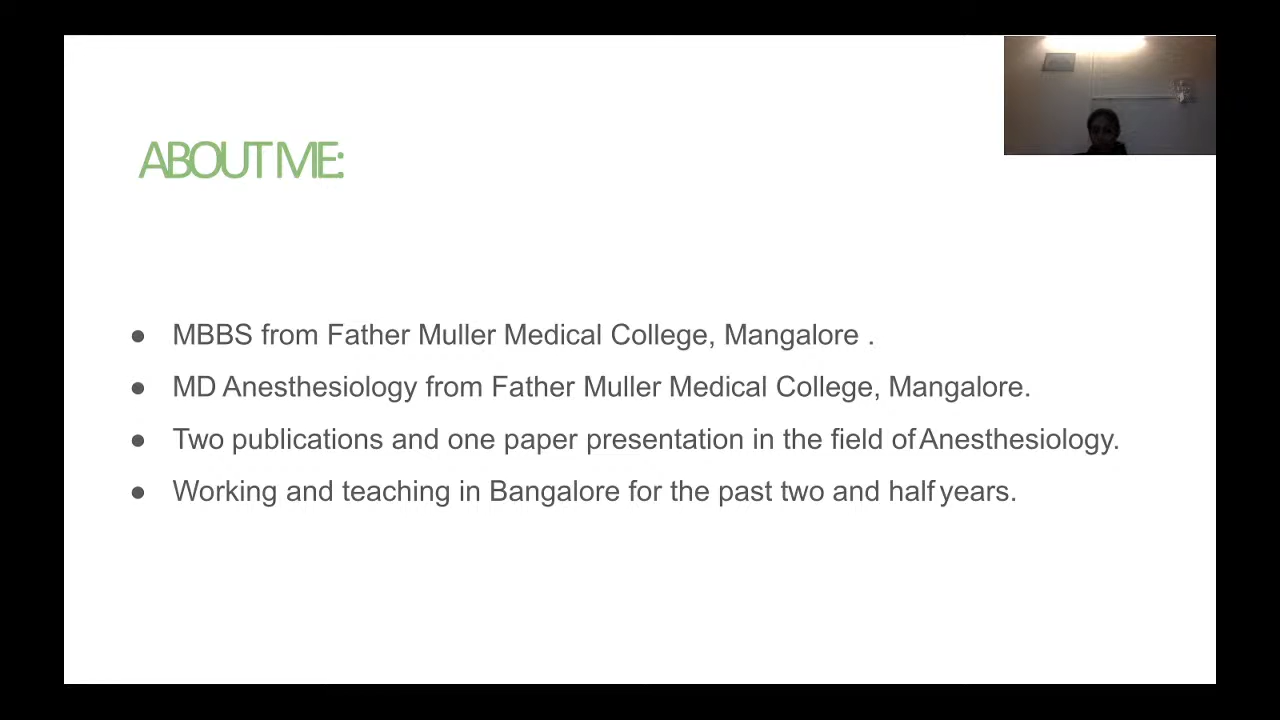 ABOUT ME:
● MBBS from Father Muller Medical College, Mangalore .
● MD Anesthesiology from Father Muller Medical College, Mangalore.
● Two publications and one paper presentation in the field of Anesthesiology.
● Working and teaching in Bangalore for the past two and half years.